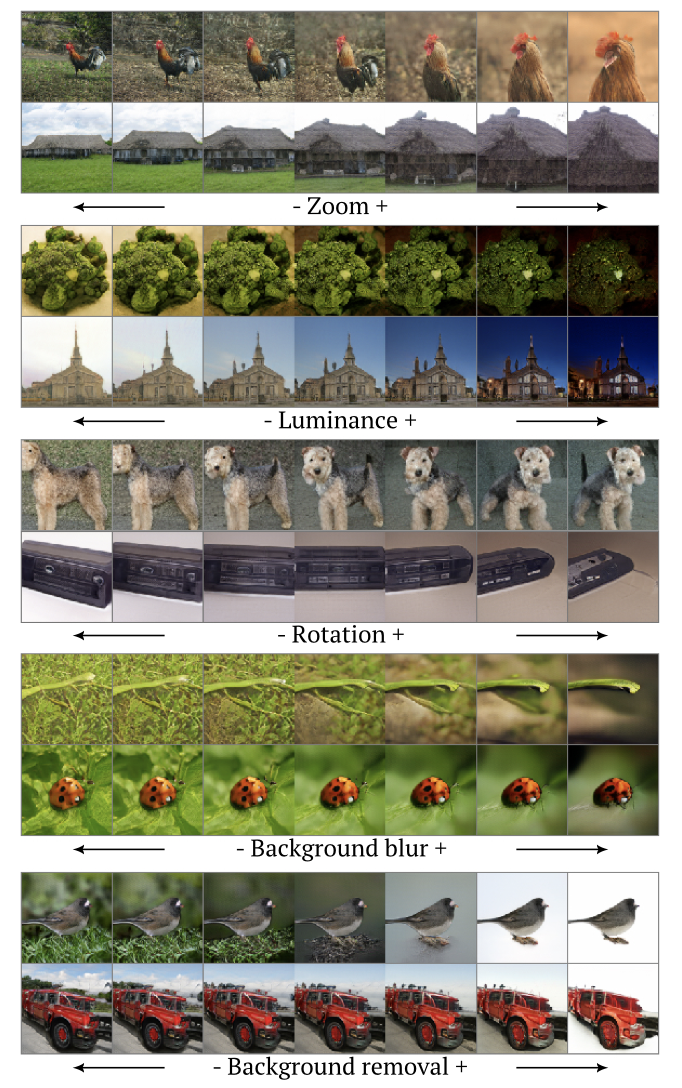 - Zoom +
- Luminance +
- Rotation +
- Background blur +
- Background removal +